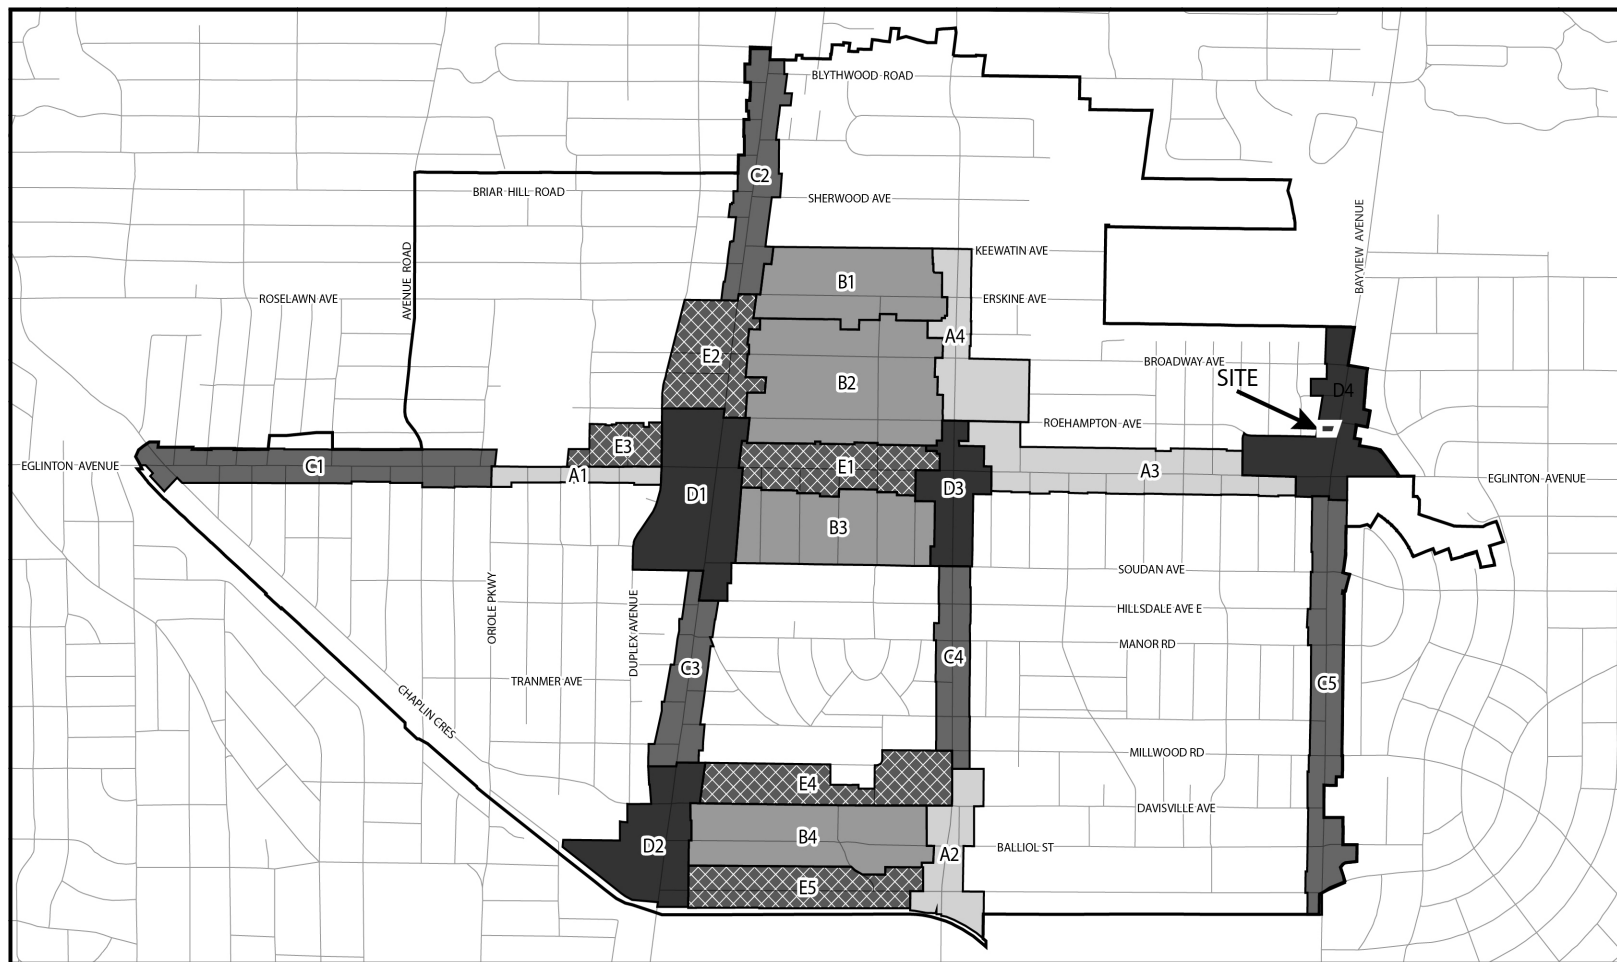 BLYTHWOOD ROAD
C2
BRIAR HILL ROAD
SHERWOOD AVE
AVENUE ROAD
KEEWATIN AVE
BAYVIEW AVENUE
B1
ROSELAWN AVE
ERSKINE AVE
A4
E2
BROADWAY AVE
SITE
B2
D4
ROEHAMPTON AVE
E3
EGLINTON AVENUE
C1
A1
E1
A3
EGLINTON AVENUE
D1
D3
B3
SOUDAN AVE
ORIOLE PKWY
DUPLEX AVENUE
HILLSDALE AVE E
MANOR RD
C3
C4
TRANMER AVE
C5
CHAPLIN CRES
MILLWOOD RD
E4
DAVISVILLE AVE
B4
D2
A2
BALLIOL ST
E5